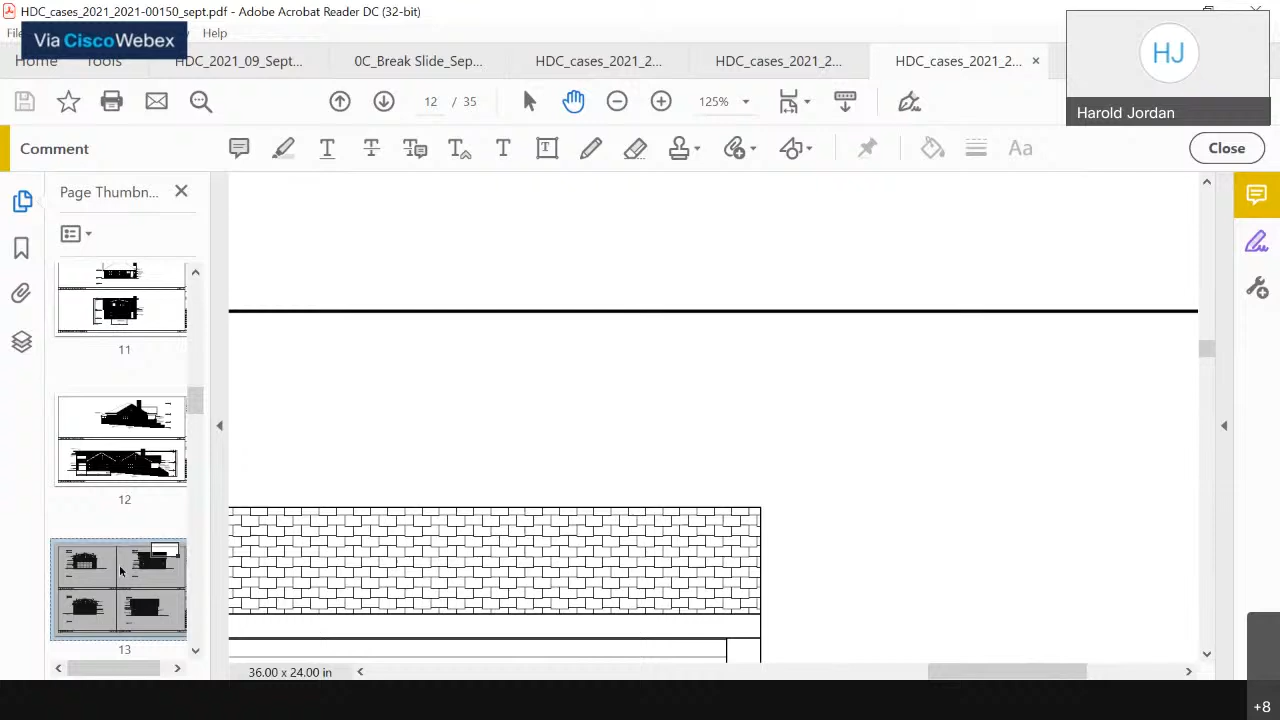 HDC_cases_2021_2021-00150_sept.pdf - Adobe Acrobat Reader DC (32-bit)
Help
Via Cisco Webex
Home
Tools
HDC_2021_09_Sept...
0C_Break Slide_Sep...
HDC_cases_2021_2...
HDC_cases_2021_2...
HDC_cases_2021_2...
HJ
Harold Jordan
12 / 35
125%
Comment
Aa
Close
Page Thumbn...
11
12
13
36.00 x 24.00 in
+8